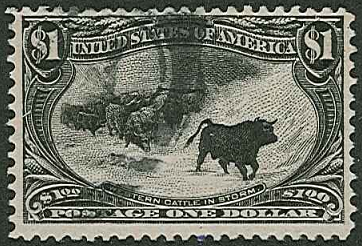 $1 UNITED STATES OF AMERICA $1
WESTERN CATTLE IN STORM
$1.00 $1.00
POSTAGE ONE DOLLAR